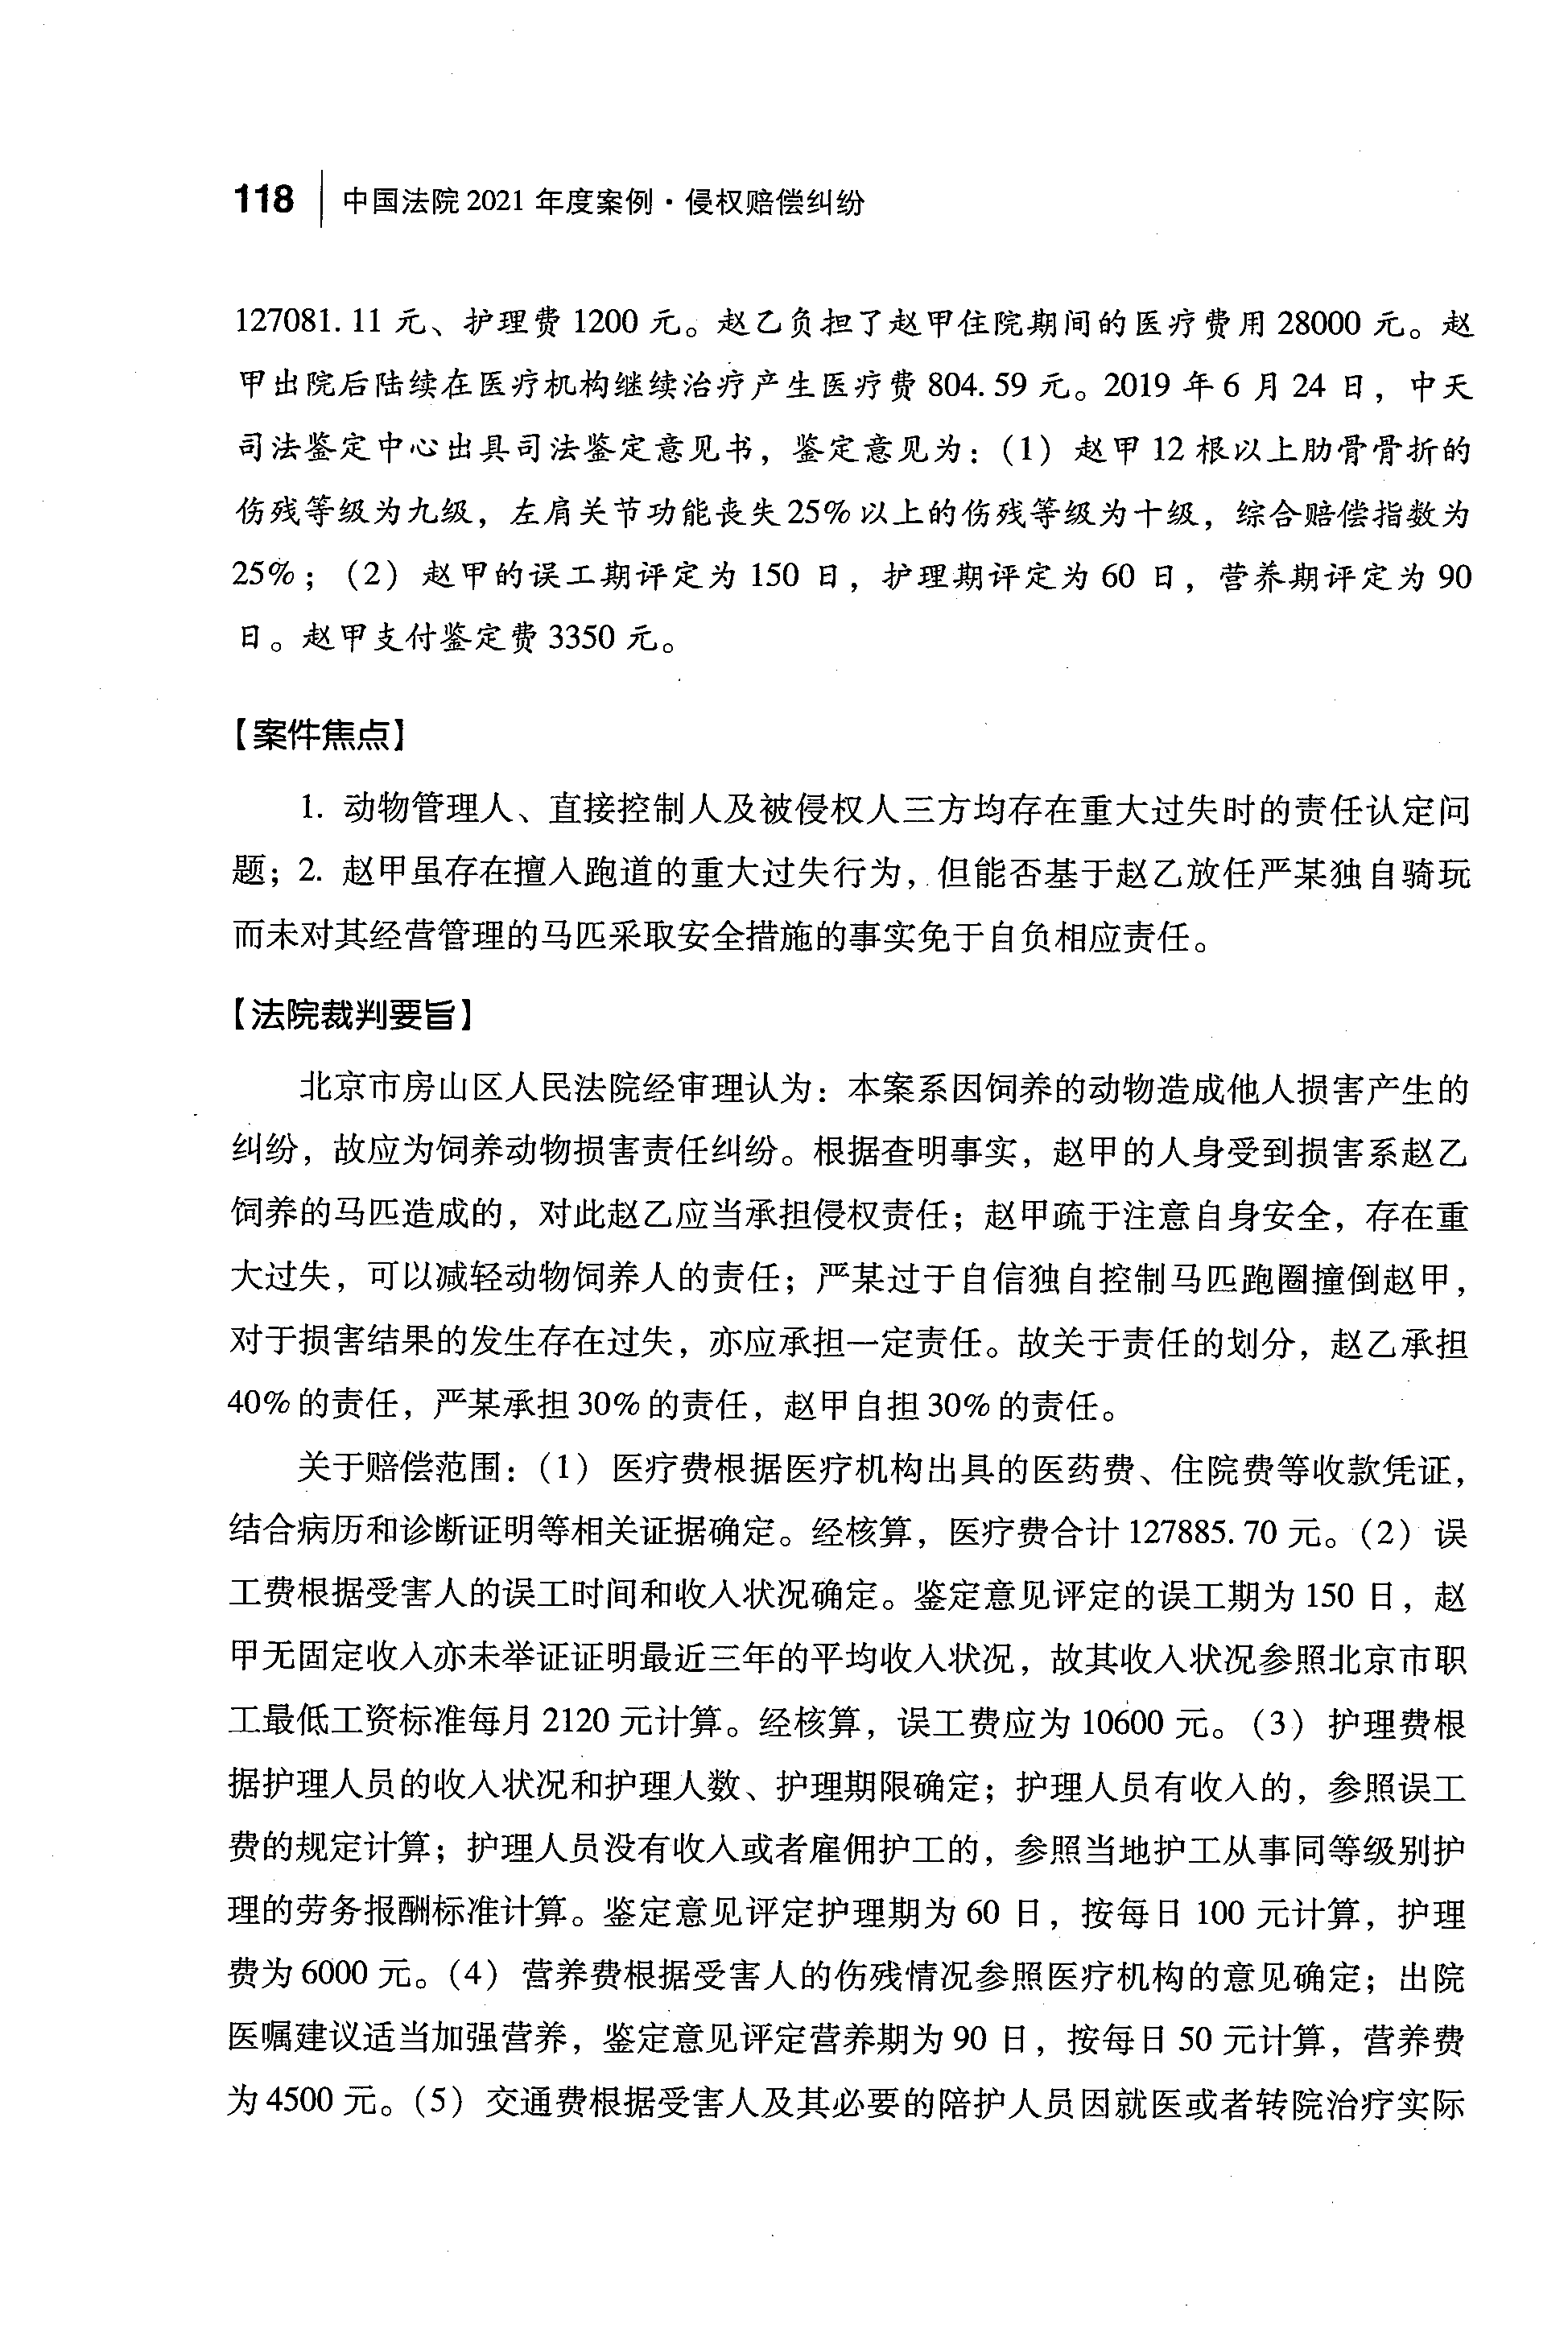 118 中国法院2021年度案例·侵权赔偿纠纷
127081.11元、护理费1200元。赵乙负担了赵甲住院期间的医疗费用28000元。赵
甲出院后陆续在医疗机构继续治疗产生医疗费804.59元。2019年6月24日，中天
司法鉴定中心出具司法鉴定意见书，鉴定意见为：（1）赵甲12根以上肋骨骨折的
伤残等级为九级，左肩关节功能丧失25%以上的伤残等级为十级，综合赔偿指数为
25%；（2）赵甲的误工期评定为150日，护理期评定为60日，营养期评定为90
日。赵甲支付鉴定费3350元。
【案件焦点】
1. 动物管理人、直接控制人及被侵权人三方均存在重大过失时的责任认定问
题；2. 赵甲虽存在擅入跑道的重大过失行为，但能否基于赵乙放任严某独自骑玩
而未对其经营管理的马匹采取安全措施的事实免于自负相应责任。
【法院裁判要旨】
北京市房山区人民法院经审理认为：本案系因饲养的动物造成他人损害产生的
纠纷，故应为饲养动物损害责任纠纷。根据查明事实，赵甲的人身受到损害系赵乙
饲养的马匹造成的，对此赵乙应当承担侵权责任；赵甲疏于注意自身安全，存在重
大过失，可以减轻动物饲养人的责任；严某过于自信独自控制马匹跑圈撞倒赵甲，
对于损害结果的发生存在过失，亦应承担一定责任。故关于责任的划分，赵乙承担
40%的责任，严某承担30%的责任，赵甲自担30%的责任。
关于赔偿范围：（1）医疗费根据医疗机构出具的医药费、住院费等收款凭证，
结合病历和诊断证明等相关证据确定。经核算，医疗费合计127885.70元。（2）误
工费根据受害人的误工时间和收入状况确定。鉴定意见评定的误工期为150日，赵
甲无固定收入亦未举证证明最近三年的平均收入状况，故其收入状况参照北京市职
工最低工资标准每月2120元计算。经核算，误工费应为10600元。（3）护理费根
据护理人员的收入状况和护理人数、护理期限确定；护理人员有收入的，参照误工
费的规定计算；护理人员没有收入或者雇佣护工的，参照当地护工从事同等级别护
理的劳务报酬标准计算。鉴定意见评定护理期为60日，按每日100元计算，护理
费为6000元。（4）营养费根据受害人的伤残情况参照医疗机构的意见确定；出院
医嘱建议适当加强营养，鉴定意见评定营养期为90日，按每日50元计算，营养费
为4500元。（5）交通费根据受害人及其必要的陪护人员因就医或者转院治疗实际